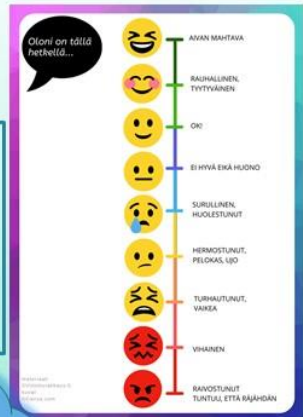 Oloni on tällä
hetkellä...
AIVAN MAHTAVA
RAUHALLINEN,
TYYTYVÄINEN
OK!
EI HYVÄ EIKÄ HUONO
SURULLINEN,
HUOLESTUNUT
HERMOSTUNUT,
PELOKAS, UJO
TURHAUTUNUT,
VAIKEA
VIHAINEN
RAIVOSTUNUT
TUNTUU, ETTÄ RÄJÄHDÄN